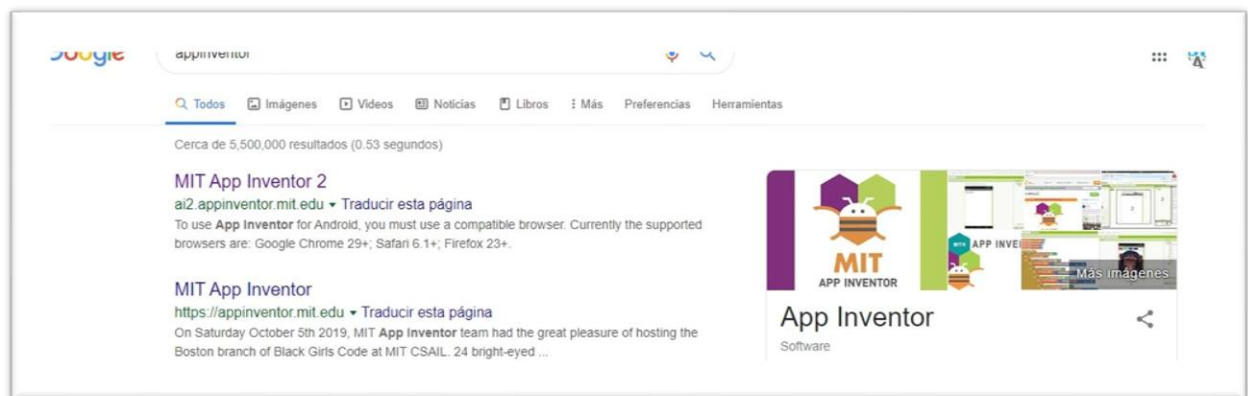 Google appinventor
Todos Imágenes Videos Noticias Libros Más Preferencias Herramientas
Cerca de 5,500,000 resultados (0.53 segundos)
MIT App Inventor 2
ai2.appinventor.mit.edu Traducir esta página
To use App Inventor for Android, you must use a compatible browser. Currently the supported
browsers are: Google Chrome 29+; Safari 6.1+; Firefox 23+.
MIT App Inventor
https://appinventor.mit.edu Traducir esta página
On Saturday October 5th 2019, MIT App Inventor team had the great pleasure of hosting the
Boston branch of Black Girls Code at MIT CSAIL. 24 bright-eyed ...
MIT
APP INVENTOR
APP INVE
Más imágenes
App Inventor
Software